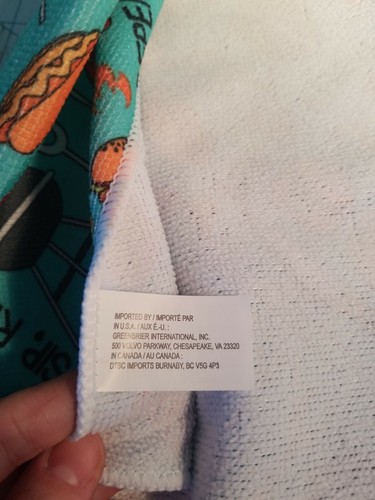 IMPORTED BY / IMPORTÉ PAR
IN U.S.A. / AUX É.-U. :
GREENBRIER INTERNATIONAL, INC.
500 VOLVO PARKWAY, CHESAPEAKE, VA 23320
IN CANADA / AU CANADA :
DTSC IMPORTS BURNABY, BC V5G 4P3